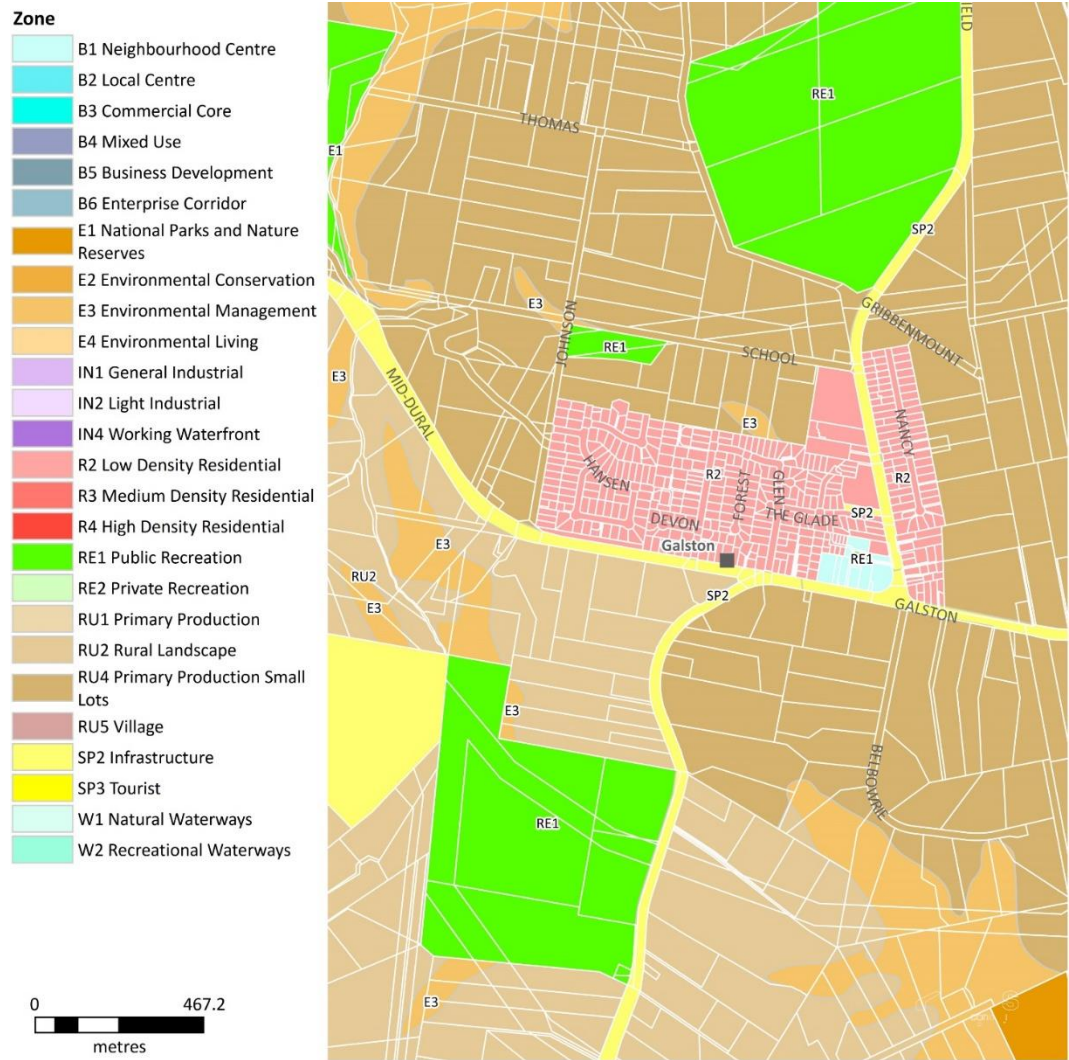 Zone
B1 Neighbourhood Centre
B2 Local Centre
B3 Commercial Core
B4 Mixed Use
B5 Business Development
B6 Enterprise Corridor
E1 National Parks and Nature
Reserves
E2 Environmental Conservation
E3 Environmental Management
E4 Environmental Living
IN1 General Industrial
IN2 Light Industrial
IN4 Working Waterfront
R2 Low Density Residential
R3 Medium Density Residential
R4 High Density Residential
RE1 Public Recreation
RE2 Private Recreation
RU1 Primary Production
RU2 Rural Landscape
RU4 Primary Production Small
Lots
RU5 Village
SP2 Infrastructure
SP3 Tourist
W1 Natural Waterways
W2 Recreational Waterways
0 467.2
metres
IELD
RE1
THOMAS
E1
SP2
E3
JOHNSON
GRIBBENMOUNT
RE1
SCHOOL
E3
MID-DURAL
E3
NANCY
HANSEN
R2
FOREST
GLEN
R2
SP2
DEVON
THE GLADE
E3
Galston
RE1
RU2
E3
SP2
GALSTON
E3
BELBOWRIE
RE1
E3